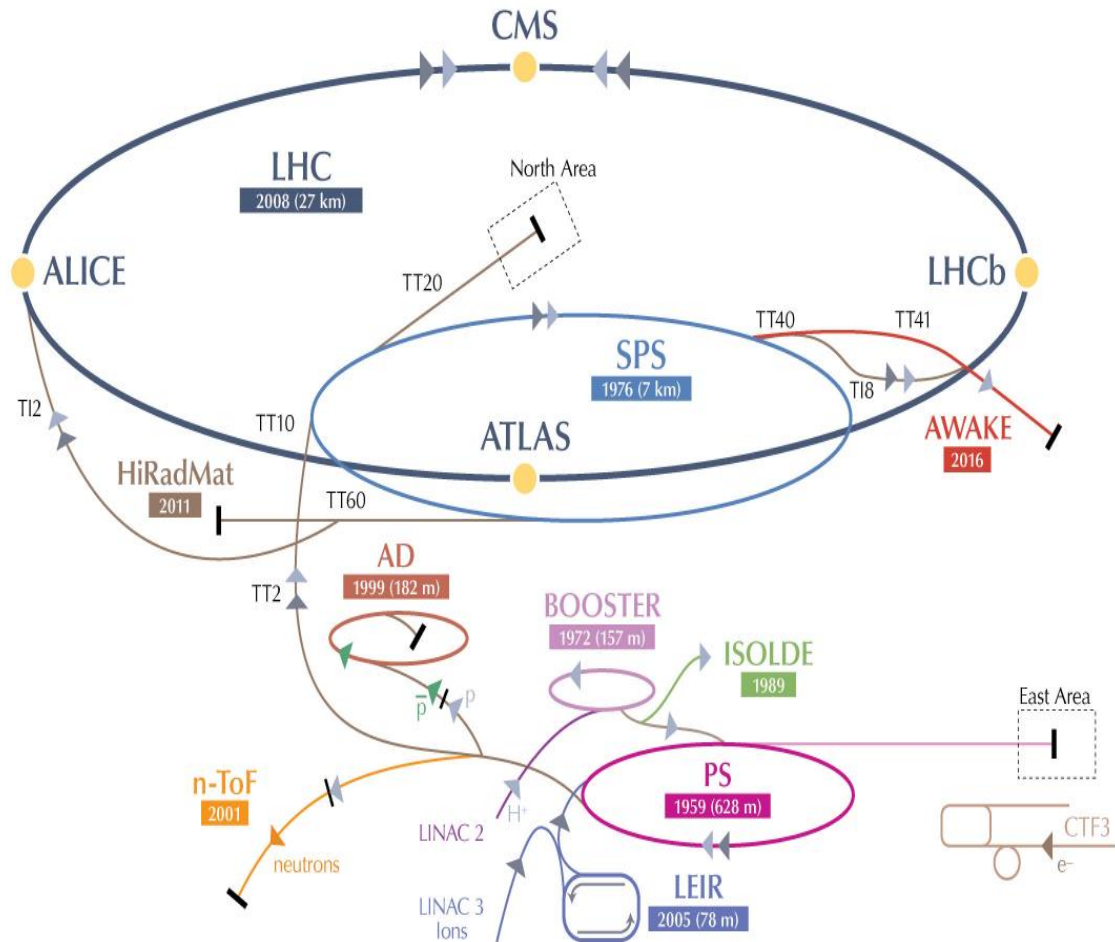 CMS
LHC
2008 (27 km)
North Area
ALICE
TT20
LHCb
TT40
TT41
SPS
1976 (7 km)
TI8
TI2
TT10
ATLAS
AWAKE
2016
HiRadMat
2011
TT60
AD
1999 (182 m)
TT2
BOOSTER
1972 (157 m)
ISOLDE
1989
p
p̅
East Area
n-ToF
2001
PS
1959 (628 m)
H⁺
LINAC 2
CTF3
e⁻
neutrons
LEIR
2005 (78 m)
LINAC 3
Ions